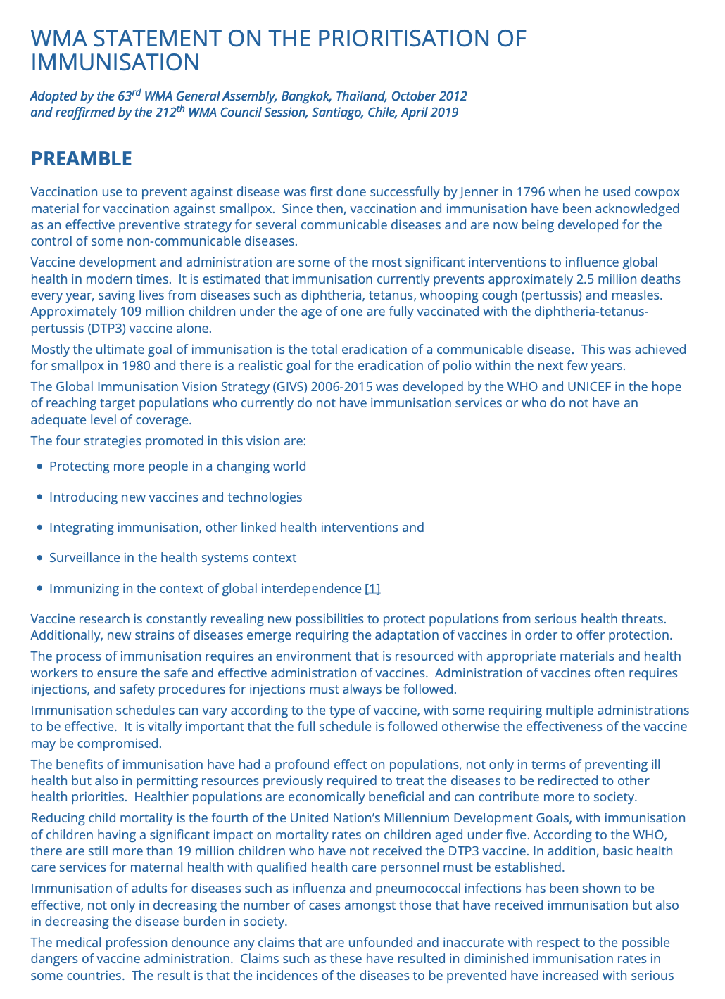 WMA STATEMENT ON THE PRIORITISATION OF
IMMUNISATION
Adopted by the 63rd WMA General Assembly, Bangkok, Thailand, October 2012
and reaffirmed by the 212th WMA Council Session, Santiago, Chile, April 2019
PREAMBLE
Vaccination use to prevent against disease was first done successfully by Jenner in 1796 when he used cowpox
material for vaccination against smallpox.  Since then, vaccination and immunisation have been acknowledged
as an effective preventive strategy for several communicable diseases and are now being developed for the
control of some non-communicable diseases.
Vaccine development and administration are some of the most significant interventions to influence global
health in modern times.  It is estimated that immunisation currently prevents approximately 2.5 million deaths
every year, saving lives from diseases such as diphtheria, tetanus, whooping cough (pertussis) and measles.
Approximately 109 million children under the age of one are fully vaccinated with the diphtheria-tetanus-
pertussis (DTP3) vaccine alone.
Mostly the ultimate goal of immunisation is the total eradication of a communicable disease.  This was achieved
for smallpox in 1980 and there is a realistic goal for the eradication of polio within the next few years.
The Global Immunisation Vision Strategy (GIVS) 2006-2015 was developed by the WHO and UNICEF in the hope
of reaching target populations who currently do not have immunisation services or who do not have an
adequate level of coverage.
The four strategies promoted in this vision are:
• Protecting more people in a changing world
• Introducing new vaccines and technologies
• Integrating immunisation, other linked health interventions and
• Surveillance in the health systems context
• Immunizing in the context of global interdependence [1]
Vaccine research is constantly revealing new possibilities to protect populations from serious health threats.
Additionally, new strains of diseases emerge requiring the adaptation of vaccines in order to offer protection.
The process of immunisation requires an environment that is resourced with appropriate materials and health
workers to ensure the safe and effective administration of vaccines.  Administration of vaccines often requires
injections, and safety procedures for injections must always be followed.
Immunisation schedules can vary according to the type of vaccine, with some requiring multiple administrations
to be effective.  It is vitally important that the full schedule is followed otherwise the effectiveness of the vaccine
may be compromised.
The benefits of immunisation have had a profound effect on populations, not only in terms of preventing ill
health but also in permitting resources previously required to treat the diseases to be redirected to other
health priorities.  Healthier populations are economically beneficial and can contribute more to society.
Reducing child mortality is the fourth of the United Nation’s Millennium Development Goals, with immunisation
of children having a significant impact on mortality rates on children aged under five. According to the WHO,
there are still more than 19 million children who have not received the DTP3 vaccine. In addition, basic health
care services for maternal health with qualified health care personnel must be established.
Immunisation of adults for diseases such as influenza and pneumococcal infections has been shown to be
effective, not only in decreasing the number of cases amongst those that have received immunisation but also
in decreasing the disease burden in society.
The medical profession denounce any claims that are unfounded and inaccurate with respect to the possible
dangers of vaccine administration.  Claims such as these have resulted in diminished immunisation rates in
some countries.  The result is that the incidences of the diseases to be prevented have increased with serious